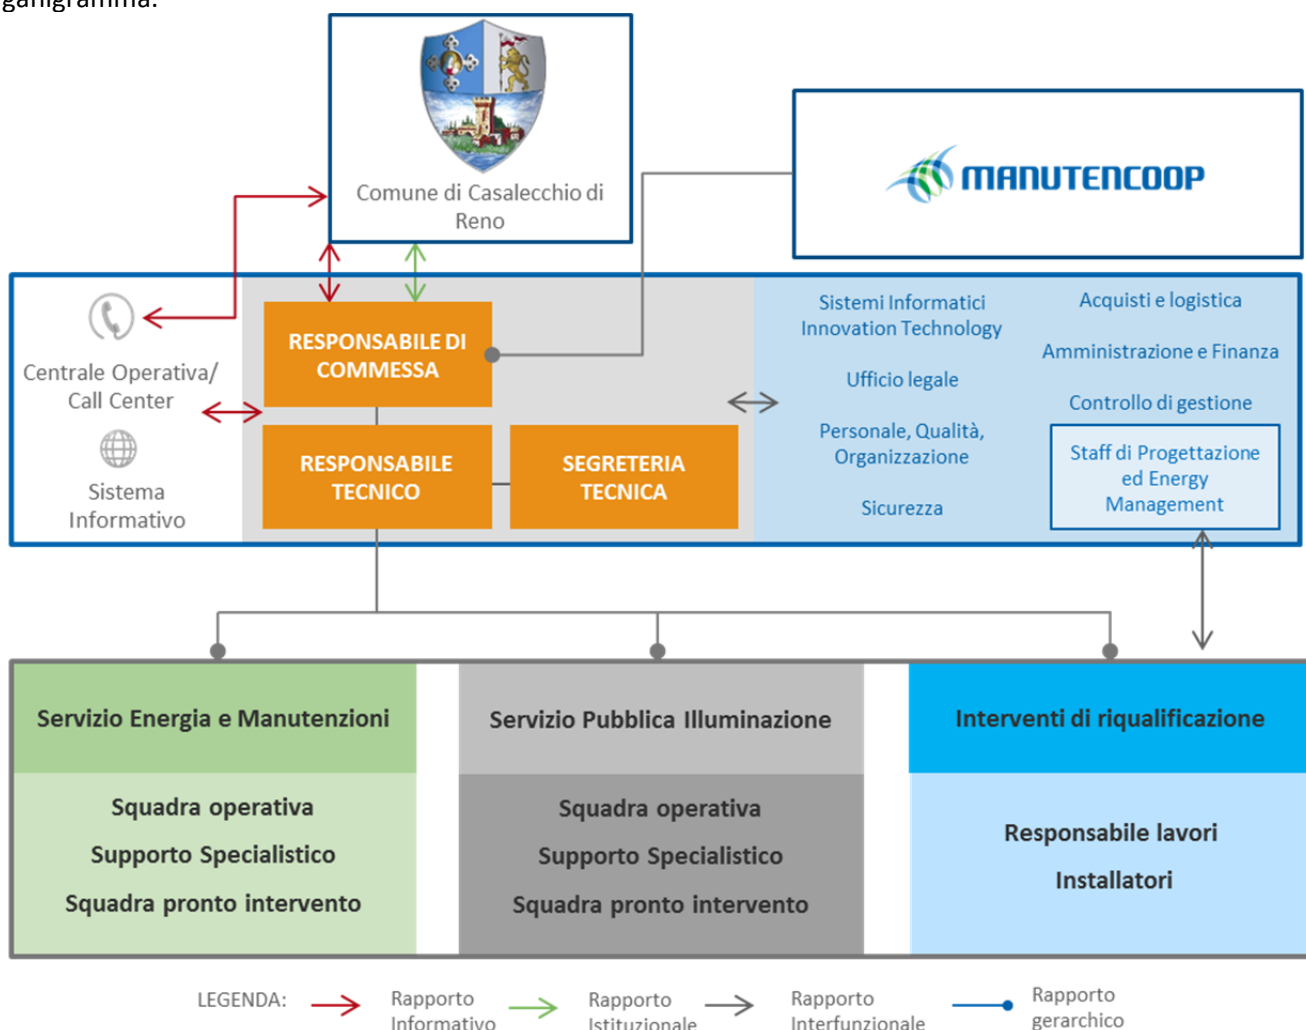 ganigramma:
Comune di Casalecchio di
Reno
MANUTENCOOP
Centrale Operativa/
Call Center
Sistema
Informativo
RESPONSABILE DI
COMMESSA
RESPONSABILE
TECNICO
SEGRETERIA
TECNICA
Sistemi Informatici
Innovation Technology
Ufficio legale
Personale, Qualità,
Organizzazione
Sicurezza
Acquisti e logistica
Amministrazione e Finanza
Controllo di gestione
Staff di Progettazione
ed Energy
Management
Servizio Energia e Manutenzioni
Squadra operativa
Supporto Specialistico
Squadra pronto intervento
Servizio Pubblica Illuminazione
Squadra operativa
Supporto Specialistico
Squadra pronto intervento
Interventi di riqualificazione
Responsabile lavori
Installatori
LEGENDA:
Rapporto
Informativo
Rapporto
Istituzionale
Rapporto
Interfunzionale
Rapporto
gerarchico